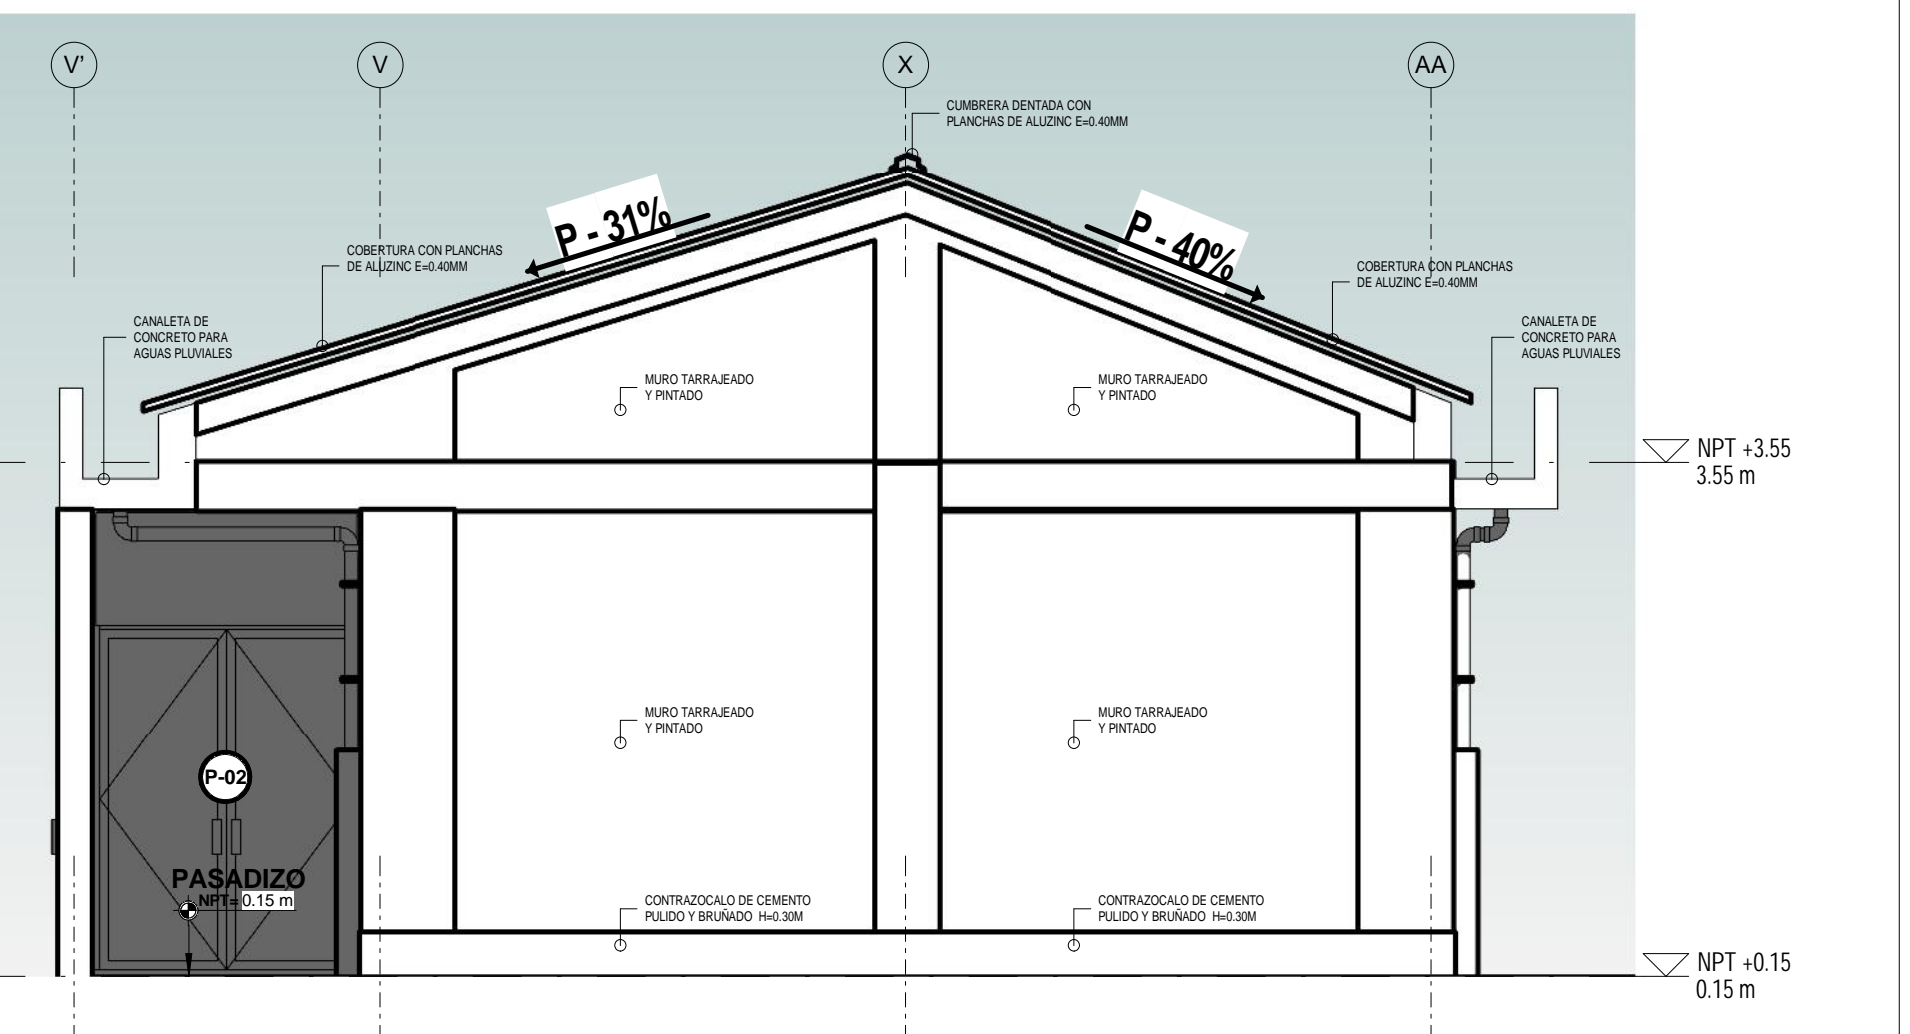 V'
V
X
AA
CUMBRERA DENTADA CON
PLANCHAS DE ALUZINC E=0.40MM
P - 31%
P - 40%
COBERTURA CON PLANCHAS
DE ALUZINC E=0.40MM
COBERTURA CON PLANCHAS
DE ALUZINC E=0.40MM
CANALETA DE
CONCRETO PARA
AGUAS PLUVIALES
CANALETA DE
CONCRETO PARA
AGUAS PLUVIALES
MURO TARRAJEADO
Y PINTADO
MURO TARRAJEADO
Y PINTADO
NPT +3.55
3.55 m
MURO TARRAJEADO
Y PINTADO
MURO TARRAJEADO
Y PINTADO
P-02
PASADIZO
NPT= 0.15 m
CONTRAZOCALO DE CEMENTO
PULIDO Y BRUÑADO H=0.30M
CONTRAZOCALO DE CEMENTO
PULIDO Y BRUÑADO H=0.30M
NPT +0.15
0.15 m